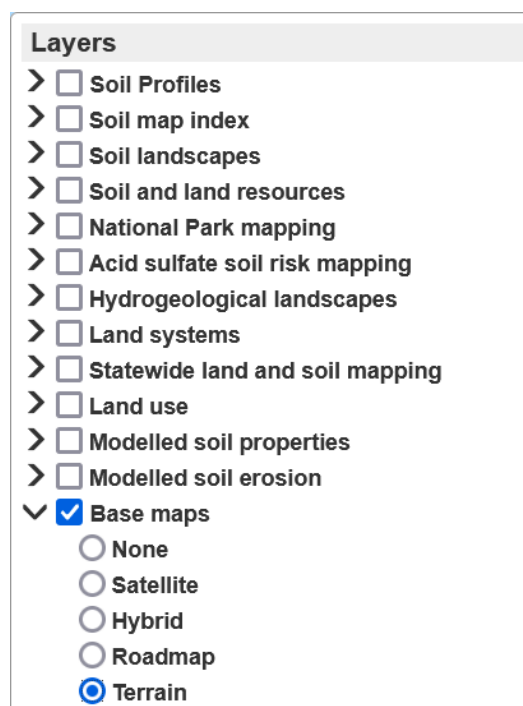 Layers
Soil Profiles
Soil map index
Soil landscapes
Soil and land resources
National Park mapping
Acid sulfate soil risk mapping
Hydrogeological landscapes
Land systems
Statewide land and soil mapping
Land use
Modelled soil properties
Modelled soil erosion
Base maps
None
Satellite
Hybrid
Roadmap
Terrain